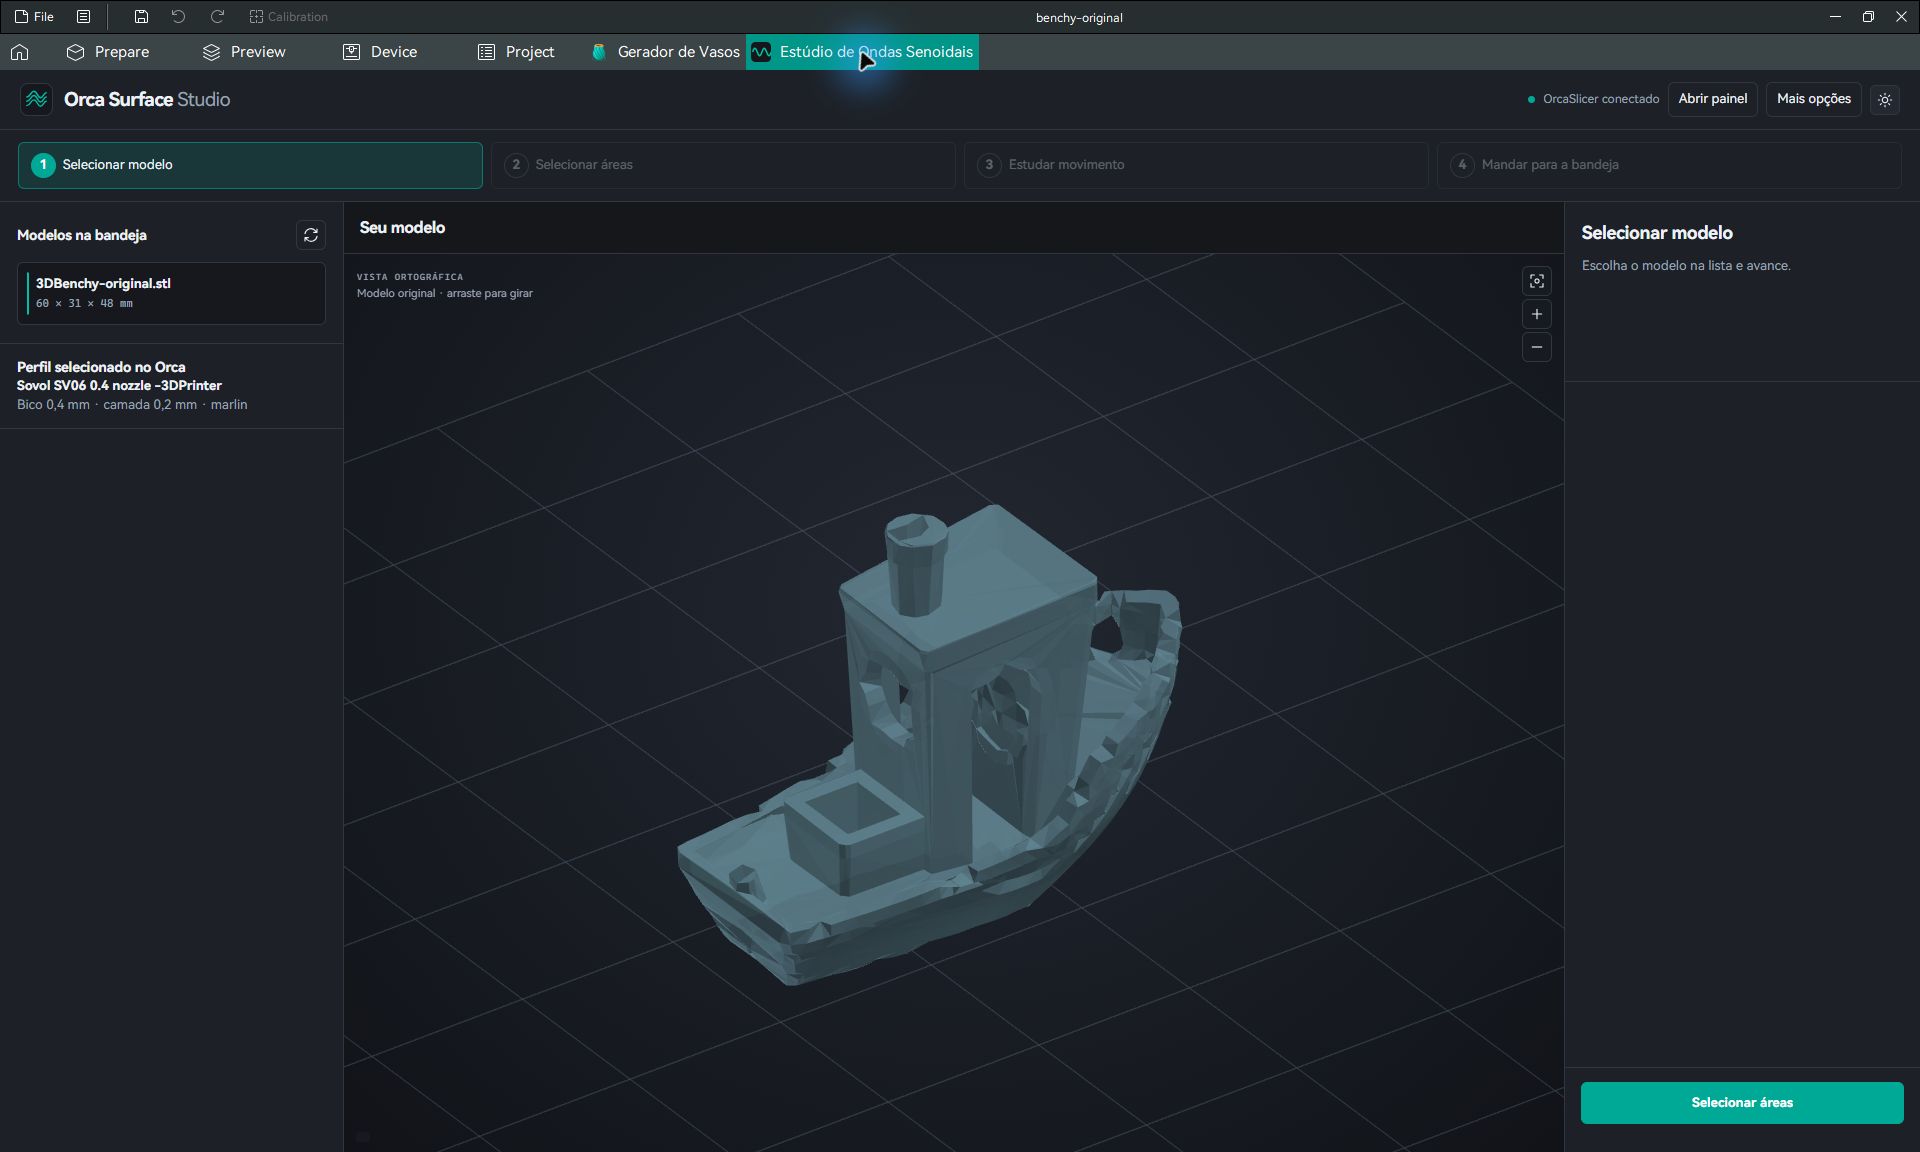 File
Calibration
benchy-original
Prepare
Preview
Device
Project
Gerador de Vasos
Estúdio de Ondas Senoidais
Orca Surface Studio
OrcaSlicer conectado
Abrir painel
Mais opções
1 Selecionar modelo
2 Selecionar áreas
3 Estudar movimento
4 Mandar para a bandeja
Modelos na bandeja
3DBenchy-original.stl
60 × 31 × 48 mm
Perfil selecionado no Orca
Sovol SV06 0.4 nozzle -3DPrinter
Bico 0,4 mm · camada 0,2 mm · marlin
Seu modelo
VISTA ORTOGRÁFICA
Modelo original · arraste para girar
Selecionar modelo
Escolha o modelo na lista e avance.
Selecionar áreas